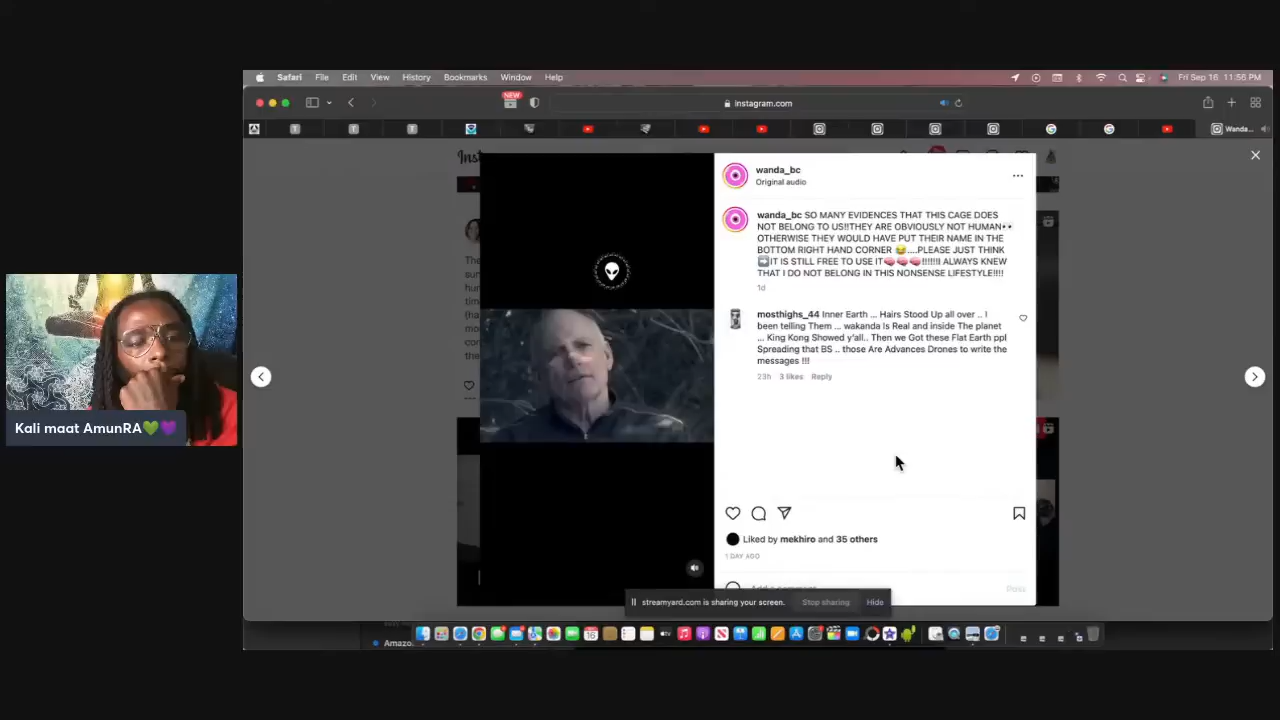 Safari File Edit View History Bookmarks Window Help
Fri Sep 16 11:56 PM
NEW
instagram.com
Wanda...
wanda_bc
Original audio
wanda_bc SO MANY EVIDENCES THAT THIS CAGE DOES
NOT BELONG TO US!!THEY ARE OBVIOUSLY NOT HUMAN👀
OTHERWISE THEY WOULD HAVE PUT THEIR NAME IN THE
BOTTOM RIGHT HAND CORNER 😂....PLEASE JUST THINK
➡️IT IS STILL FREE TO USE IT🧠🧠🧠!!!!!!!I ALWAYS KNEW
THAT I DO NOT BELONG IN THIS NONSENSE LIFESTYLE!!!!
1d
mosthighs_44 Inner Earth ... Hairs Stood Up all over .. I
been telling Them ... wakanda Is Real and inside The planet
... King Kong Showed y'all.. Then we Got these Flat Earth ppl
Spreading that BS .. those Are Advances Drones to write the
messages !!!
23h 3 likes Reply
Kali maat AmunRA💚💜
Liked by mekhiro and 35 others
1 DAY AGO
Add a comment...
Post
streamyard.com is sharing your screen. Stop sharing Hide
Amazo